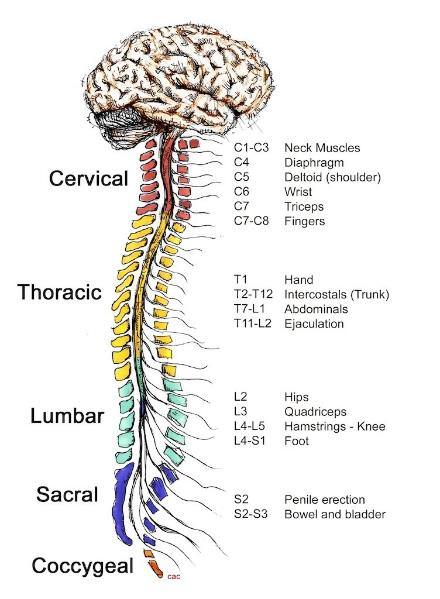 Cervical
C1-C3 Neck Muscles
C4 Diaphragm
C5 Deltoid (shoulder)
C6 Wrist
C7 Triceps
C7-C8 Fingers
Thoracic
T1 Hand
T2-T12 Intercostals (Trunk)
T7-L1 Abdominals
T11-L2 Ejaculation
Lumbar
L2 Hips
L3 Quadriceps
L4-L5 Hamstrings - Knee
L4-S1 Foot
Sacral
S2 Penile erection
S2-S3 Bowel and bladder
Coccygeal
cac